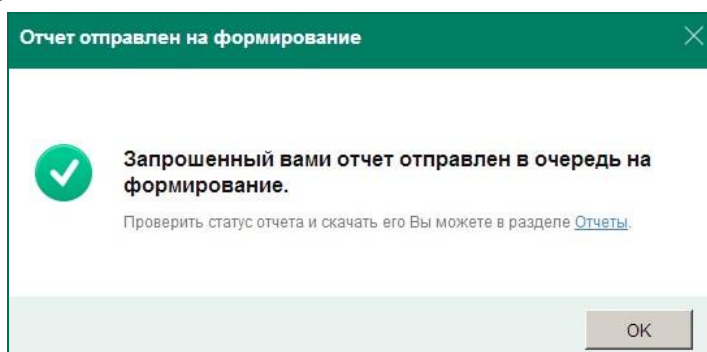 Отчет отправлен на формирование
Запрошенный вами отчет отправлен в очередь на
формирование.
Проверить статус отчета и скачать его Вы можете в разделе Отчеты.
OK